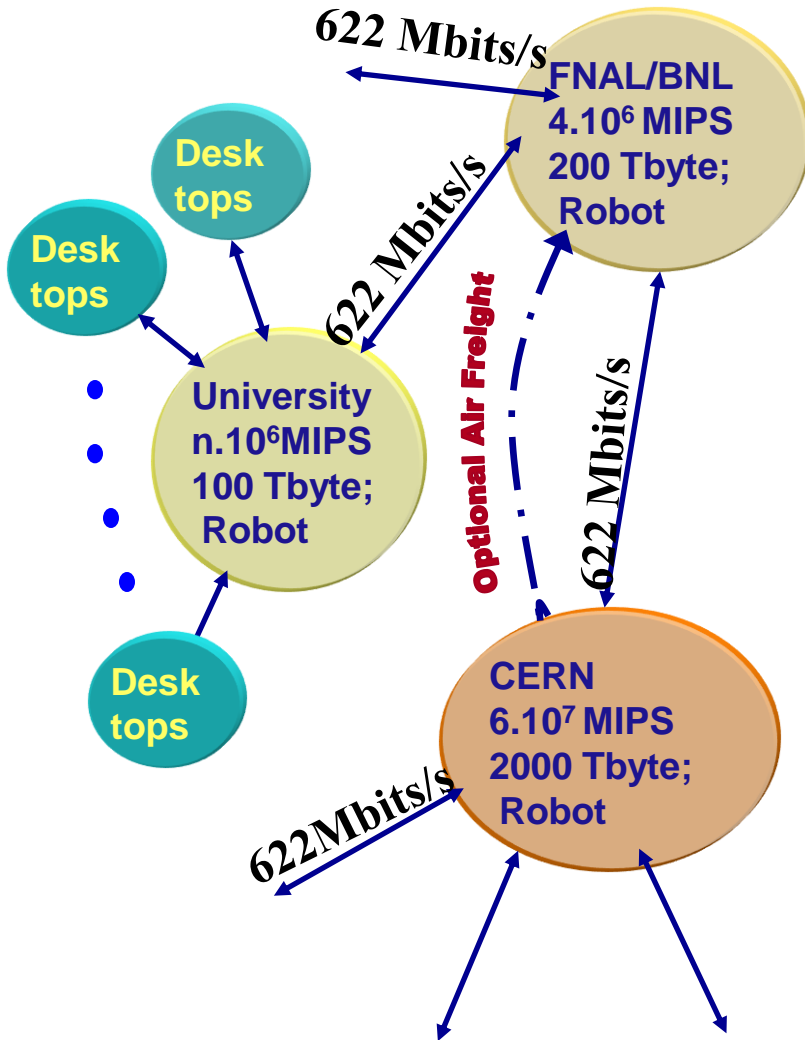 622 Mbits/s
FNAL/BNL
4.10⁶ MIPS
200 Tbyte;
Robot
Desk
tops
622 Mbits/s
Desk
tops
Optional Air Freight
University
n.10⁶MIPS
100 Tbyte;
Robot
622 Mbits/s
Desk
tops
CERN
6.10⁷ MIPS
2000 Tbyte;
Robot
622Mbits/s